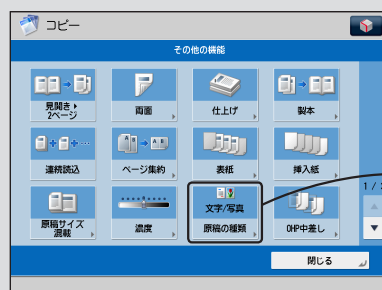 コピー
その他の機能
見開き▸
2ページ
両面
仕上げ
製本
連続読込
ページ集約
A B
表紙
挿入紙
原稿サイズ
混載
濃度
文字/写真
原稿の種類
OHP中差し
1 /
閉じる